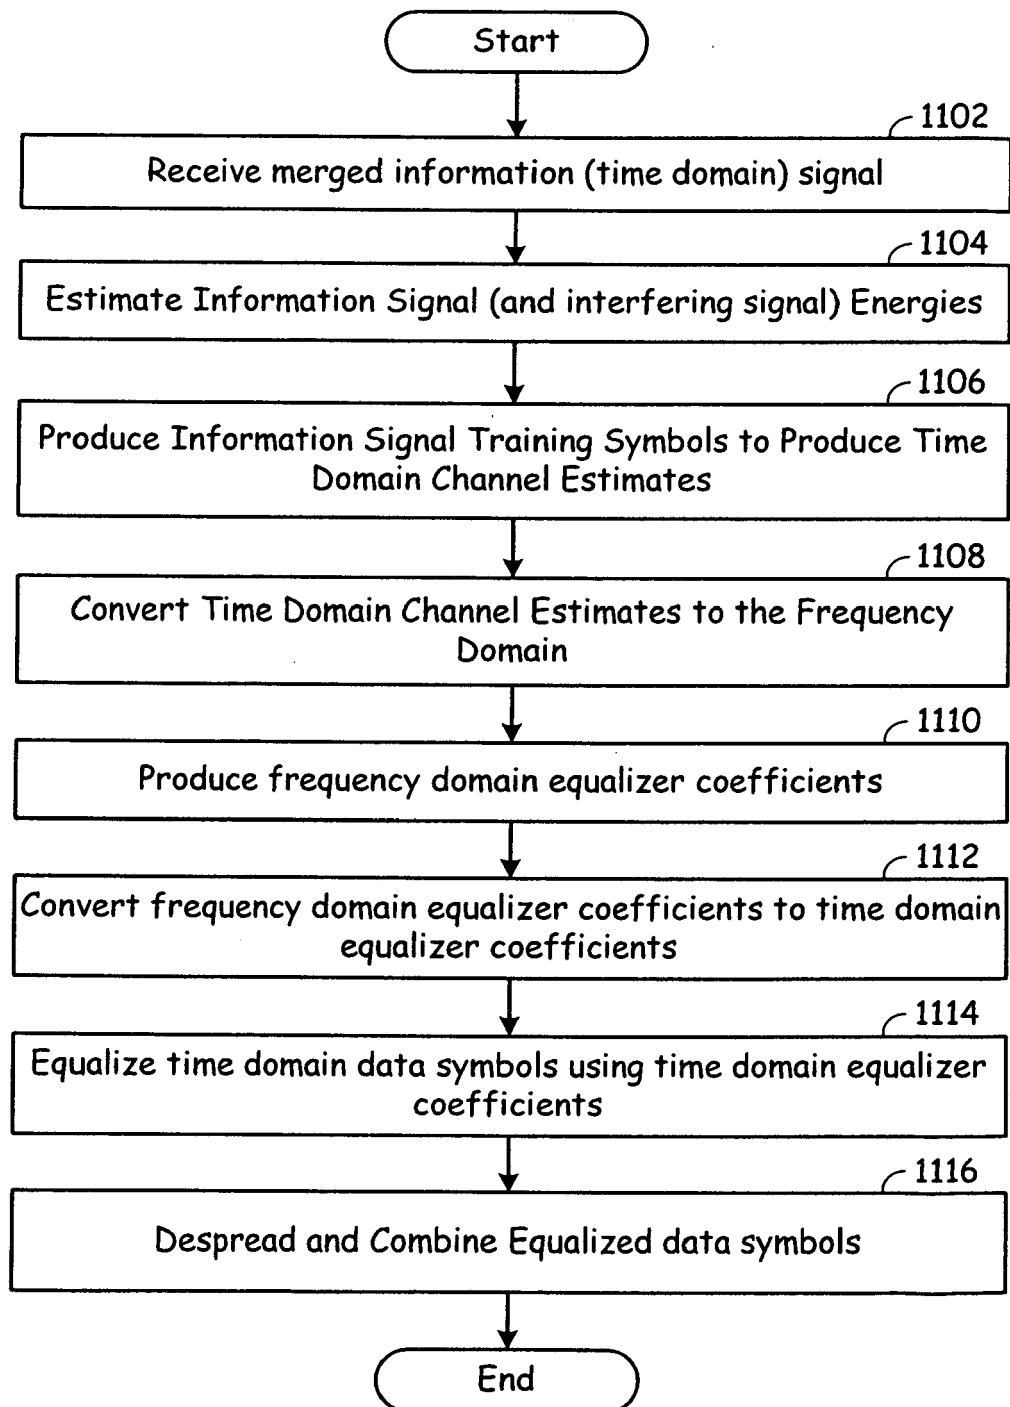 Start
1102
Receive merged information (time domain) signal
1104
Estimate Information Signal (and interfering signal) Energies
1106
Produce Information Signal Training Symbols to Produce Time
Domain Channel Estimates
1108
Convert Time Domain Channel Estimates to the Frequency
Domain
1110
Produce frequency domain equalizer coefficients
1112
Convert frequency domain equalizer coefficients to time domain
equalizer coefficients
1114
Equalize time domain data symbols using time domain equalizer
coefficients
1116
Despread and Combine Equalized data symbols
End